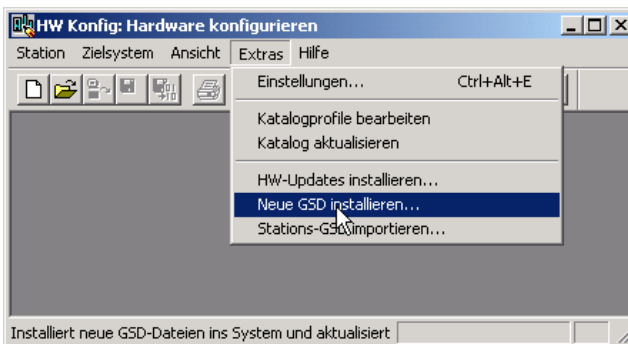 HW Konfig: Hardware konfigurieren
Station Zielsystem Ansicht Extras Hilfe
Einstellungen... Ctrl+Alt+E
Katalogprofile bearbeiten
Katalog aktualisieren
HW-Updates installieren...
Neue GSD installieren...
Stations-GSD importieren...
Installiert neue GSD-Dateien ins System und aktualisiert